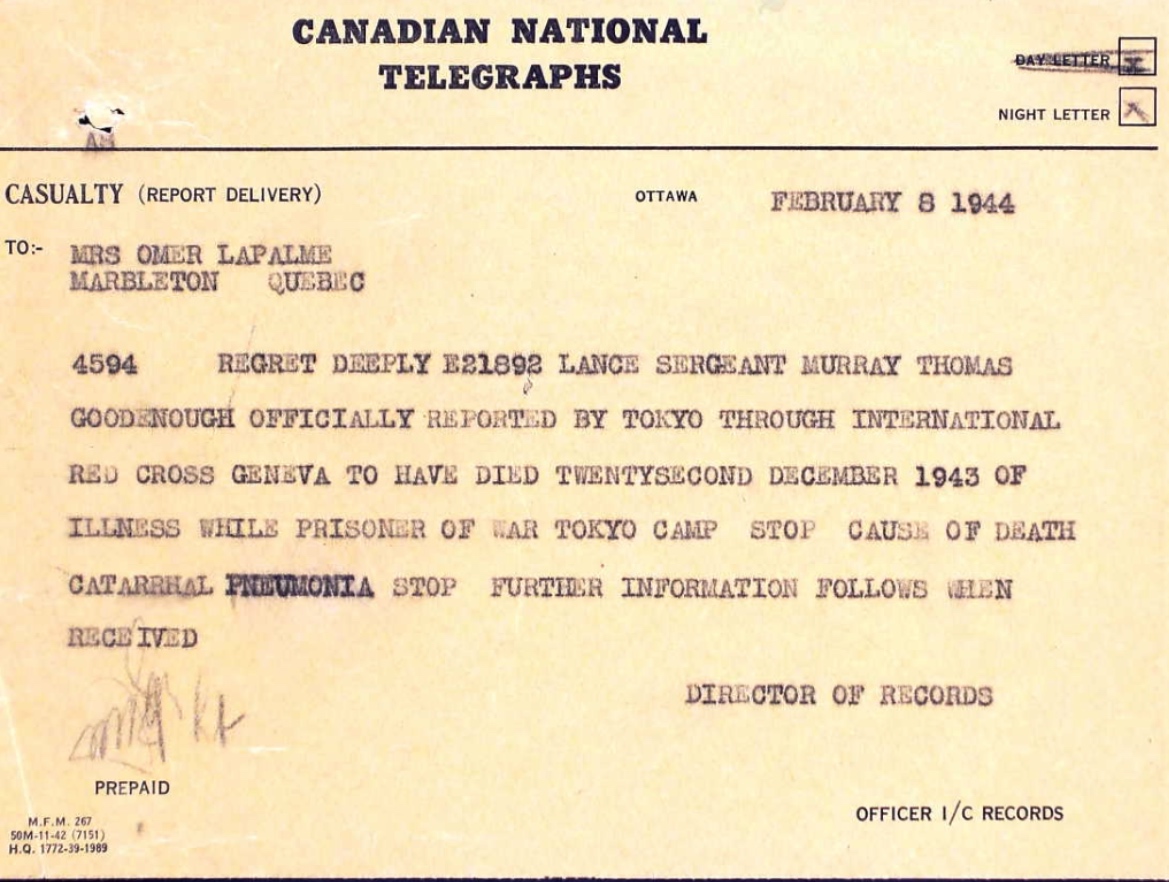 CANADIAN NATIONAL
TELEGRAPHS
DAY LETTER X
NIGHT LETTER X
AM
CASUALTY (REPORT DELIVERY) OTTAWA FEBRUARY 8 1944
TO:- MRS OMER LAPALME
MARBLETON QUEBEC
4594 REGRET DEEPLY E21892 LANCE SERGEANT MURRAY THOMAS
GOODENOUGH OFFICIALLY REPORTED BY TOKYO THROUGH INTERNATIONAL
RED CROSS GENEVA TO HAVE DIED TWENTYSECOND DECEMBER 1943 OF
ILLNESS WHILE PRISONER OF WAR TOKYO CAMP STOP CAUSE OF DEATH
CATARRHAL PNEUMONIA STOP FURTHER INFORMATION FOLLOWS WHEN
RECEIVED
DIRECTOR OF RECORDS
PREPAID
OFFICER I/C RECORDS
M.F.M. 267
50M-11-42 (7151)
H.Q. 1772-39-1989